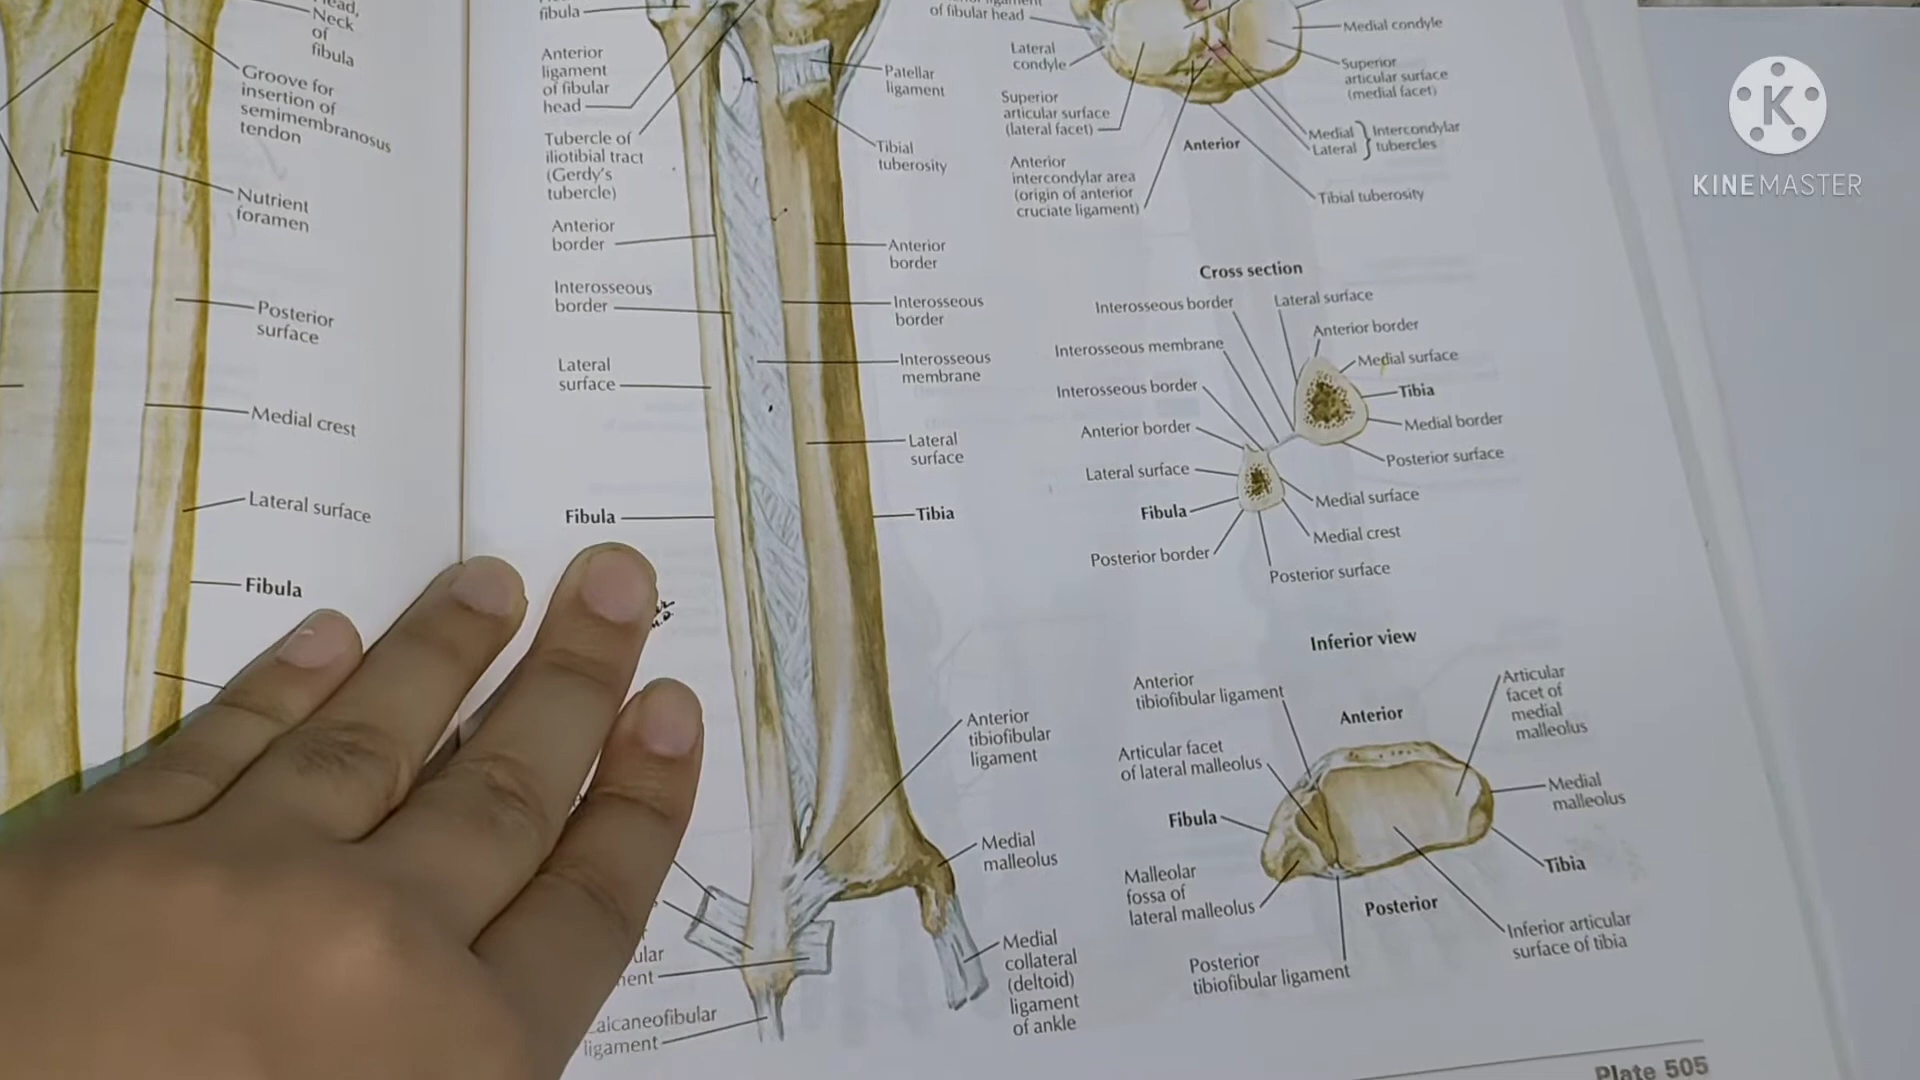 Neck
of
fibula
Groove for
insertion of
semimembranosus
tendon
Nutrient
foramen
Posterior
surface
Medial crest
Lateral surface
Fibula
fibula
Anterior
ligament
of fibular
head
Tubercle of
iliotibial tract
(Gerdy's
tubercle)
Anterior
border
Interosseous
border
Lateral
surface
Fibula
Calcaneofibular
ligament
Patellar
ligament
Tibial
tuberosity
Anterior
border
Interosseous
border
Interosseous
membrane
Lateral
surface
Tibia
Anterior
tibiofibular
ligament
Medial
malleolus
Medial
collateral
(deltoid)
ligament
of ankle
of fibular head
Lateral
condyle
Superior
articular surface
(lateral facet)
Anterior
intercondylar area
(origin of anterior
cruciate ligament)
Anterior
Medial condyle
Superior
articular surface
(medial facet)
Medial
Lateral
Intercondylar
tubercles
Tibial tuberosity
Cross section
Interosseous border
Lateral surface
Anterior border
Interosseous membrane
Medial surface
Interosseous border
Tibia
Anterior border
Medial border
Lateral surface
Posterior surface
Fibula
Medial surface
Posterior border
Medial crest
Posterior surface
Inferior view
Anterior
tibiofibular ligament
Anterior
Articular
facet of
medial
malleolus
Articular facet
of lateral malleolus
Medial
malleolus
Fibula
Tibia
Malleolar
fossa of
lateral malleolus
Posterior
Inferior articular
surface of tibia
Posterior
tibiofibular ligament
Plate 505
K
KINEMASTER